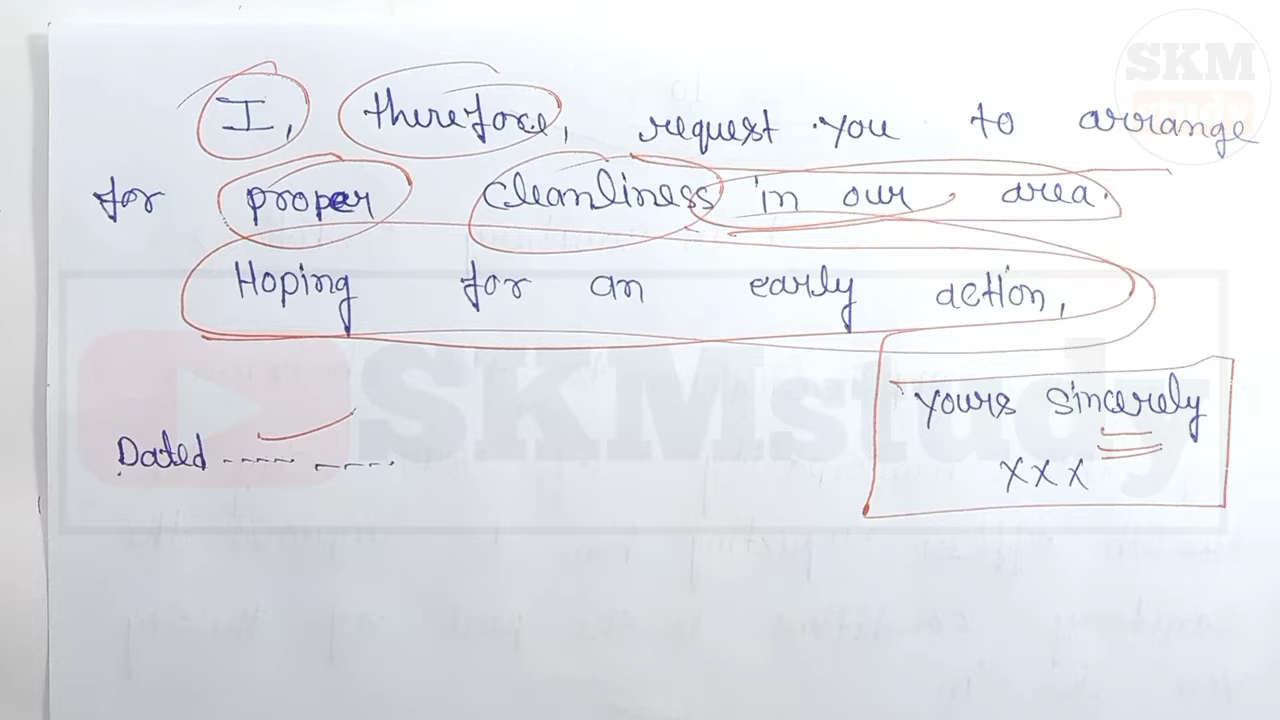 SKM
study
I, therefore, request you to arrange
for proper cleanliness in our area.
Hoping for an early action,
SKMstudy
Yours sincerely
Dated ---- ----
XXX